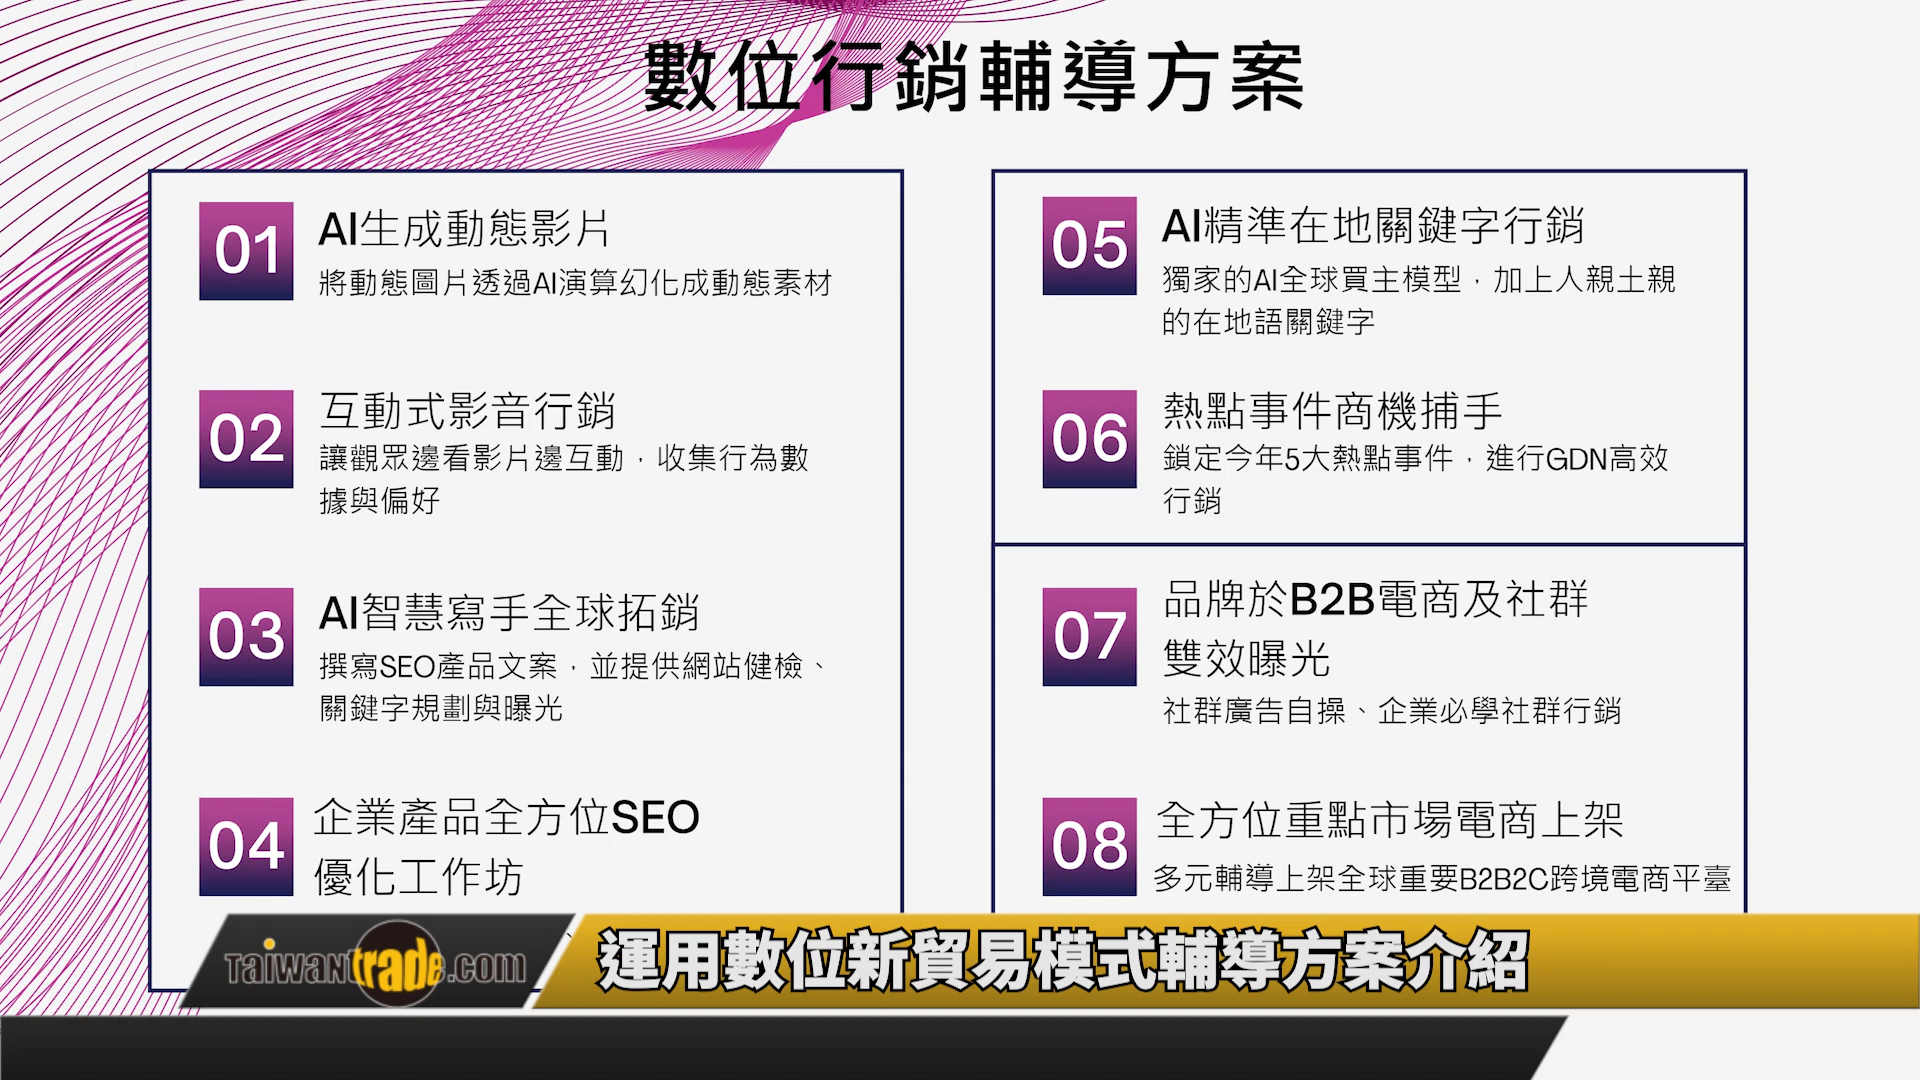 數位行銷輔導方案
01
AI生成動態影片
將動態圖片透過AI演算幻化成動態素材
02
互動式影音行銷
讓觀眾邊看影片邊互動，收集行為數
據與偏好
03
AI智慧寫手全球拓銷
撰寫SEO產品文案，並提供網站健檢、
關鍵字規劃與曝光
04
企業產品全方位SEO
優化工作坊
05
AI精準在地關鍵字行銷
獨家的AI全球買主模型，加上人親土親
的在地語關鍵字
06
熱點事件商機捕手
鎖定今年5大熱點事件，進行GDN高效
行銷
07
品牌於B2B電商及社群
雙效曝光
社群廣告自操、企業必學社群行銷
08
全方位重點市場電商上架
多元輔導上架全球重要B2B2C跨境電商平臺
Taiwantrade.com
運用數位新貿易模式輔導方案介紹